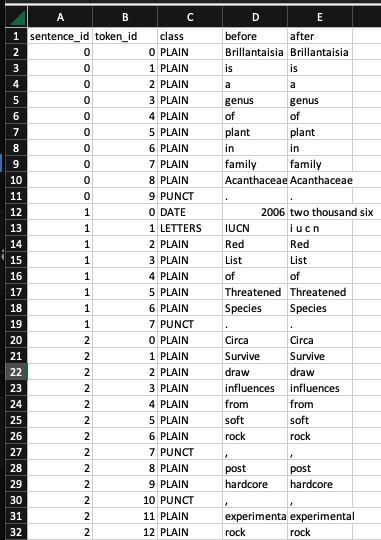 A B C D E
1 sentence_id token_id class before after
2 0 0 PLAIN Brillantaisia Brillantaisia
3 0 1 PLAIN is is
4 0 2 PLAIN a a
5 0 3 PLAIN genus genus
6 0 4 PLAIN of of
7 0 5 PLAIN plant plant
8 0 6 PLAIN in in
9 0 7 PLAIN family family
10 0 8 PLAIN Acanthaceae Acanthaceae
11 0 9 PUNCT . .
12 1 0 DATE 2006 two thousand six
13 1 1 LETTERS IUCN i u c n
14 1 2 PLAIN Red Red
15 1 3 PLAIN List List
16 1 4 PLAIN of of
17 1 5 PLAIN Threatened Threatened
18 1 6 PLAIN Species Species
19 1 7 PUNCT . .
20 2 0 PLAIN Circa Circa
21 2 1 PLAIN Survive Survive
22 2 2 PLAIN draw draw
23 2 3 PLAIN influences influences
24 2 4 PLAIN from from
25 2 5 PLAIN soft soft
26 2 6 PLAIN rock rock
27 2 7 PUNCT , ,
28 2 8 PLAIN post post
29 2 9 PLAIN hardcore hardcore
30 2 10 PUNCT , ,
31 2 11 PLAIN experimenta experimental
32 2 12 PLAIN rock rock